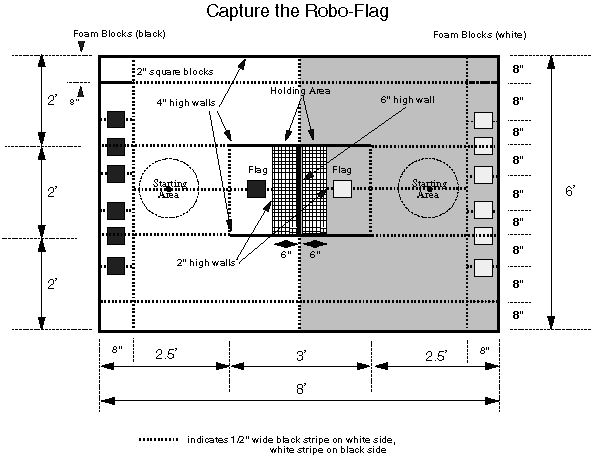 Capture the Robo-Flag
Foam Blocks (black)
Foam Blocks (white)
2" square blocks
8"
2'
8"
4" high walls
Holding Area
6" high wall
8"
8"
Flag
Flag
8"
2'
Starting
Area
Starting
Area
8"
6'
8"
2" high walls
6"
6"
8"
2'
8"
8"
8"
2.5'
3'
2.5'
8"
8'
indicates 1/2" wide black stripe on white side,
white stripe on black side